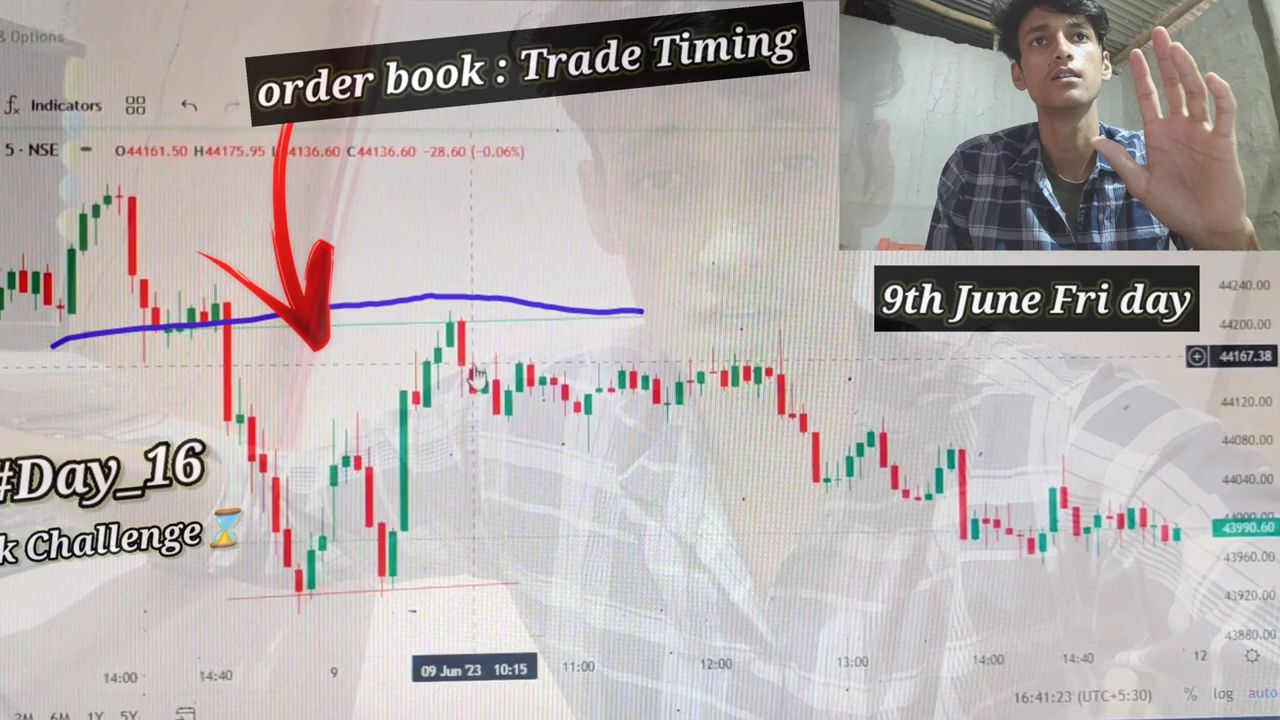 & Options
order book : Trade Timing
Indicators
5 · NSE O44161.50 H44175.95 44136.60 C44136.60 −28.60 (−0.06%)
9th June Fri day
44240.00
44200.00
44167.38
44120.00
44080.00
44040.00
43990.60
43960.00
43920.00
43880.00
#Day_16
k Challenge⏳
14:00 14:40 9 09 Jun '23 10:15 11:00 12:00 13:00 14:00 14:40 12
16:41:23 (UTC+5:30) % log auto
6M 1Y 5Y